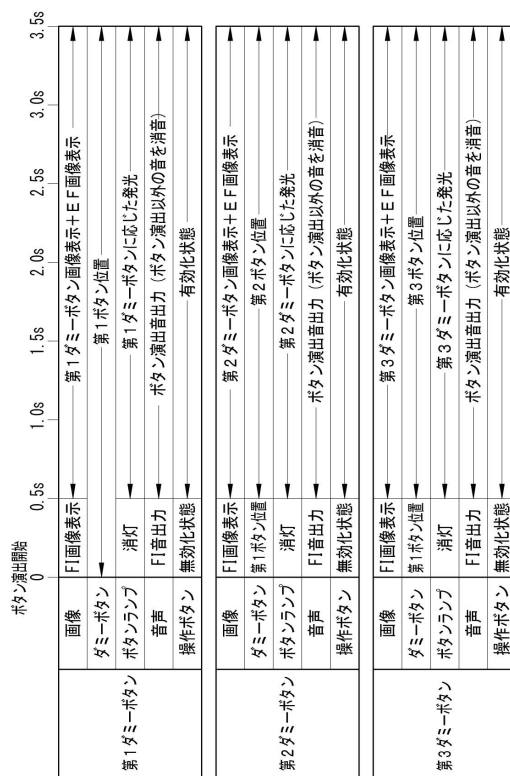 ボタン演出開始
0
0.5s
1.0s
1.5s
2.0s
2.5s
3.0s
3.5s
第1ダミーボタン
画像
FI画像表示
第1ダミーボタン画像表示+EF画像表示
ダミーボタン
第1ボタン位置
ボタンランプ
消灯
第1ダミーボタンに応じた発光
音声
FI音出力
ボタン演出音出力(ボタン演出以外の音を消音)
操作ボタン
無効化状態
有効化状態
第2ダミーボタン
画像
FI画像表示
第2ダミーボタン画像表示+EF画像表示
ダミーボタン
第1ボタン位置
第2ボタン位置
ボタンランプ
消灯
第2ダミーボタンに応じた発光
音声
FI音出力
ボタン演出音出力(ボタン演出以外の音を消音)
操作ボタン
無効化状態
有効化状態
第3ダミーボタン
画像
FI画像表示
第3ダミーボタン画像表示+EF画像表示
ダミーボタン
第1ボタン位置
第3ボタン位置
ボタンランプ
消灯
第3ダミーボタンに応じた発光
音声
FI音出力
ボタン演出音出力(ボタン演出以外の音を消音)
操作ボタン
無効化状態
有効化状態